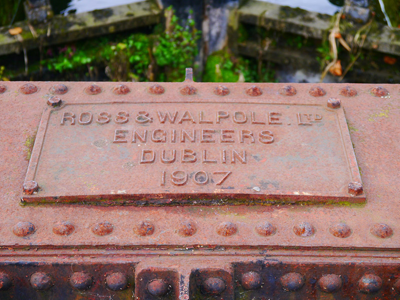 ROSS & WALPOLE. LTD
ENGINEERS
DUBLIN
1907